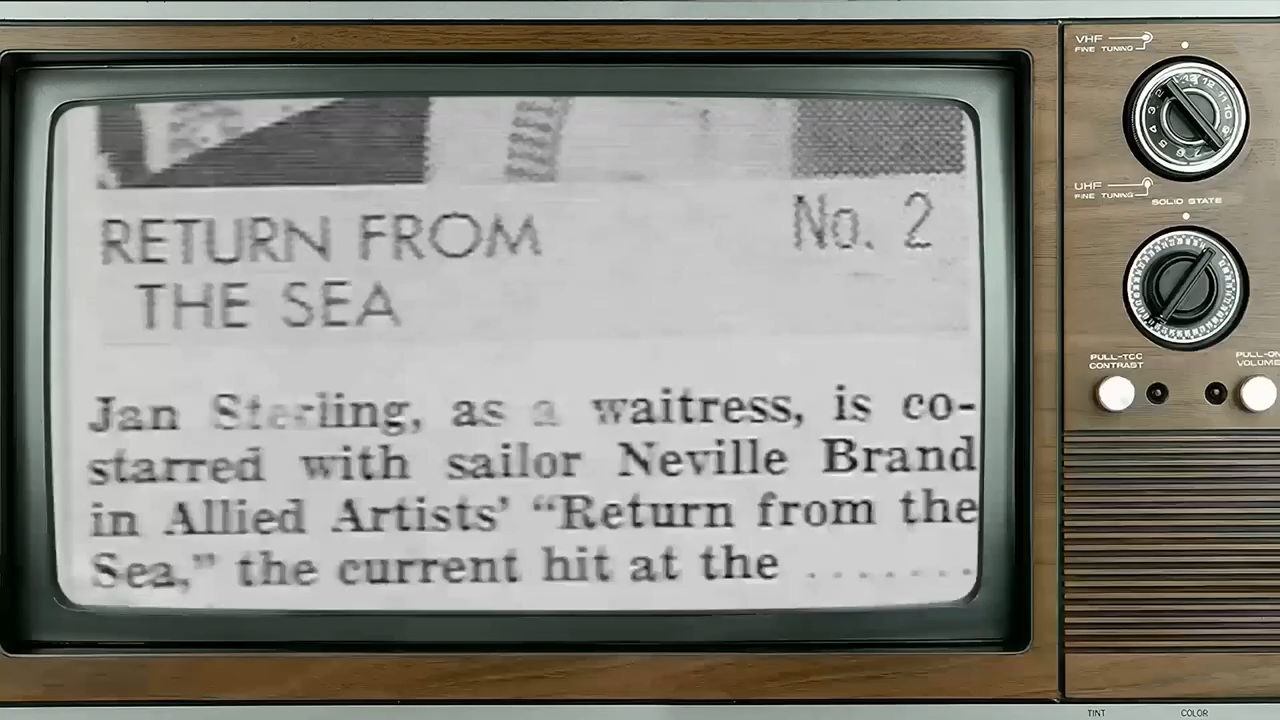 RETURN FROM
THE SEA
No. 2
Jan Sterling, as a waitress, is co-
starred with sailor Neville Brand
in Allied Artists' “Return from the
Sea,” the current hit at the .......
VHF
FINE TUNING
UHF
FINE TUNING
SOLID STATE
PULL-TCC
CONTRAST
PULL-ON
VOLUME
TINT
COLOR